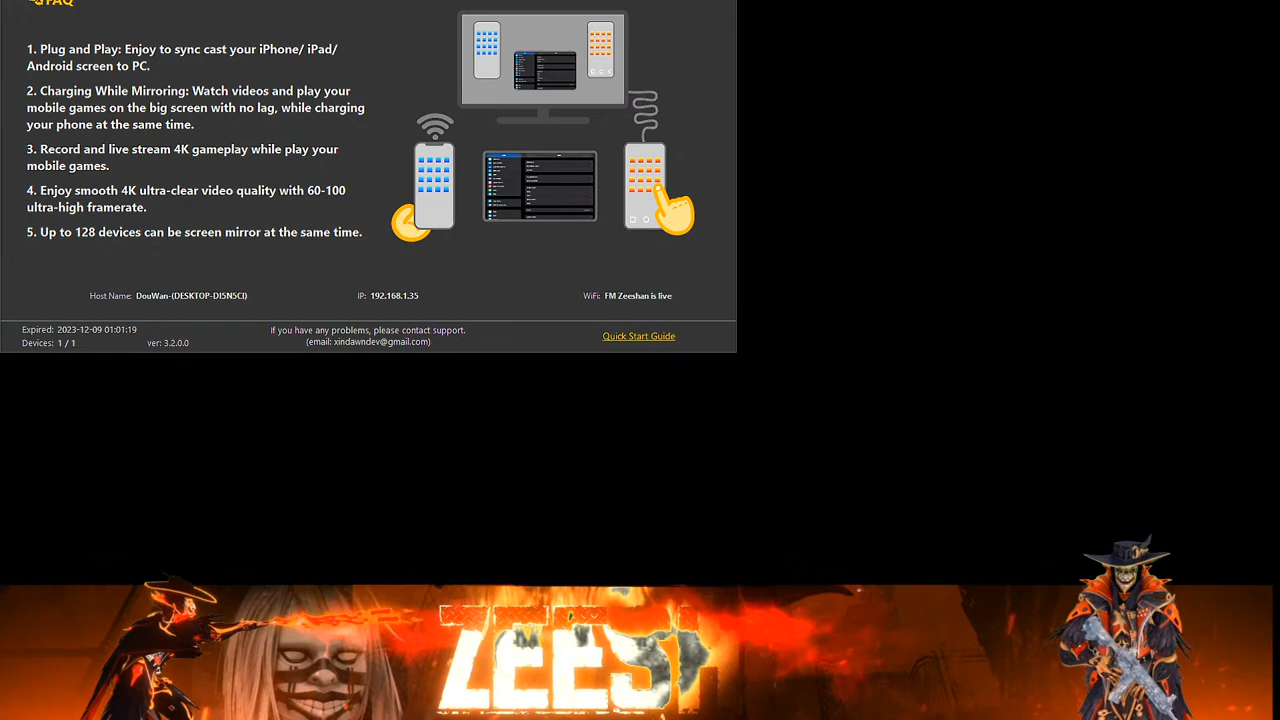 FAQ
1. Plug and Play: Enjoy to sync cast your iPhone/ iPad/
Android screen to PC.
2. Charging While Mirroring: Watch videos and play your
mobile games on the big screen with no lag, while charging
your phone at the same time.
3. Record and live stream 4K gameplay while play your
mobile games.
4. Enjoy smooth 4K ultra-clear video quality with 60-100
ultra-high framerate.
5. Up to 128 devices can be screen mirror at the same time.
Host Name: DouWan-(DESKTOP-DI5N5CI)
IP: 192.168.1.35
WiFi: FM Zeeshan is live
Expired: 2023-12-09 01:01:19
Devices: 1 / 1
ver: 3.2.0.0
If you have any problems, please contact support.
(email: xindawndev@gmail.com)
Quick Start Guide
ZEESH